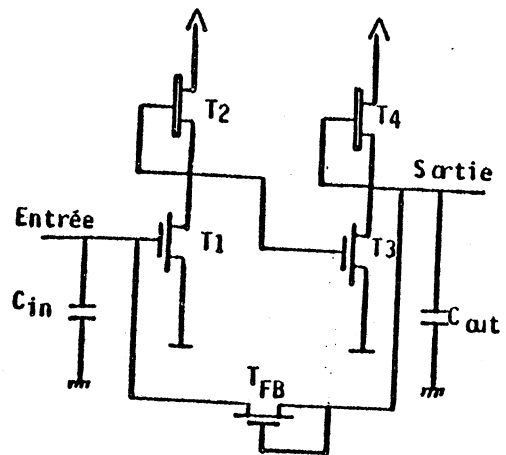 T2
T4
Sortie
Entrée
T1
T3
Cin
Cout
TFB